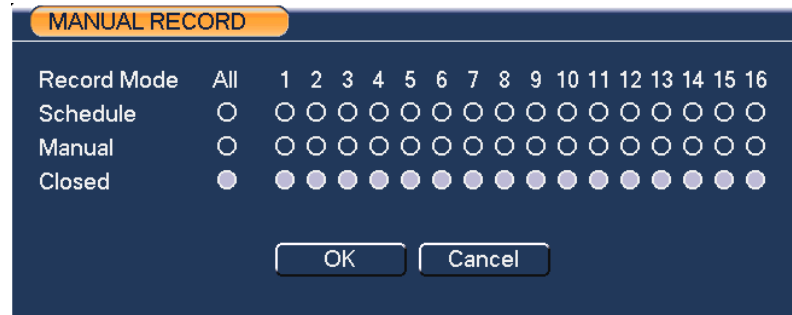 MANUAL RECORD
Record Mode All 1 2 3 4 5 6 7 8 9 10 11 12 13 14 15 16
Schedule
Manual
Closed
OK Cancel